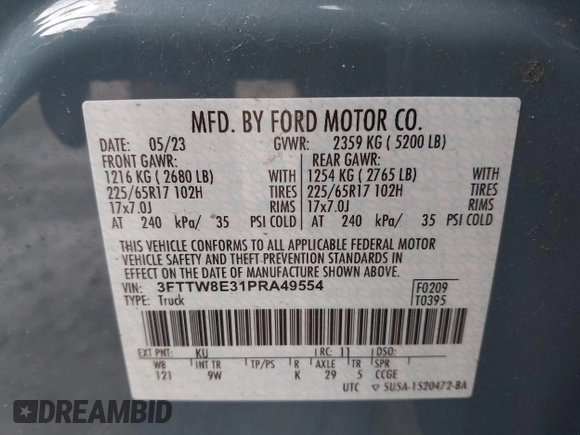 MFD. BY FORD MOTOR CO.
DATE: 05/23 GVWR: 2359 KG ( 5200 LB)
FRONT GAWR: REAR GAWR:
1216 KG ( 2680 LB) WITH 1254 KG ( 2765 LB) WITH
225/65R17 102H TIRES 225/65R17 102H TIRES
17x7.0J RIMS 17x7.0J RIMS
AT 240 kPa/ 35 PSI COLD AT 240 kPa/ 35 PSI COLD
THIS VEHICLE CONFORMS TO ALL APPLICABLE FEDERAL MOTOR
VEHICLE SAFETY AND THEFT PREVENTION STANDARDS IN
EFFECT ON THE DATE OF MANUFACTURE SHOWN ABOVE.
VIN: 3FTTW8E31PRA49554 F0209
TYPE: Truck T0395
EXT PNT: KU RC: 11 DSO:
WB INT TR TP/PS R AXLE TR SPR
121 9W K 29 5 CCGE
UTC 5U5A-1520472-BA
DREAMBID